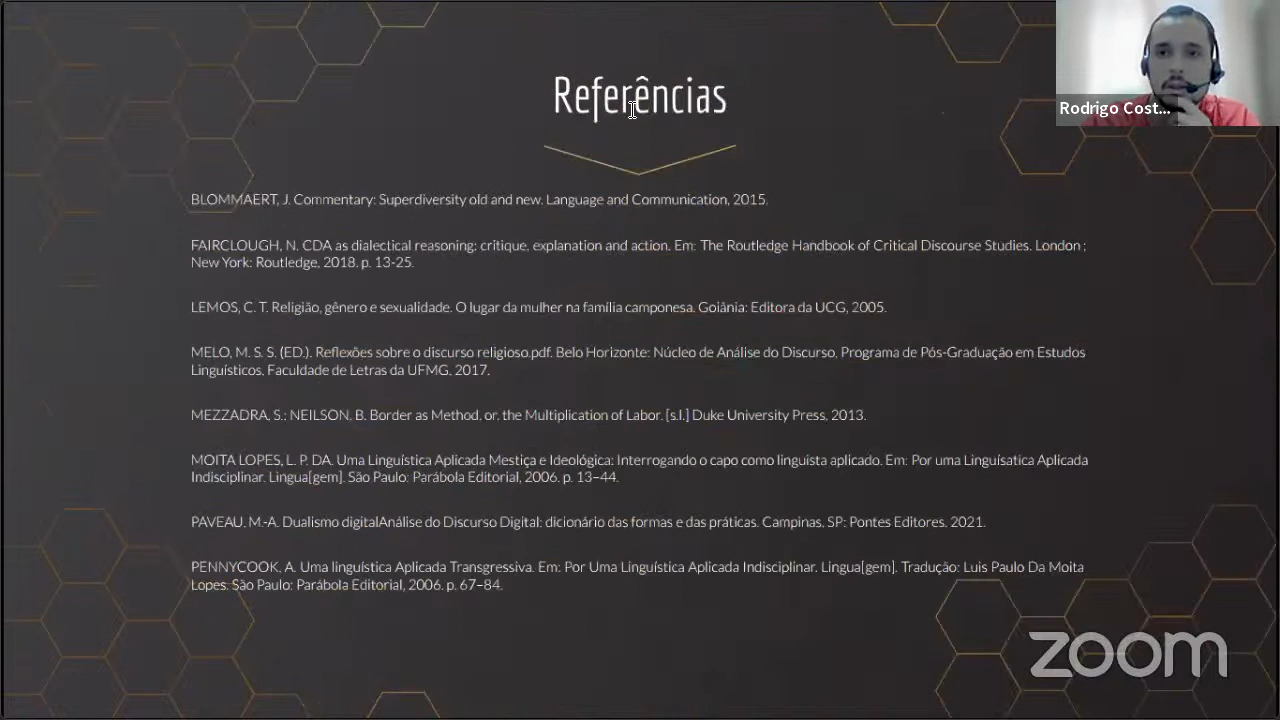 Referências
Rodrigo Cost...
BLOMMAERT, J. Commentary: Superdiversity old and new. Language and Communication, 2015.
FAIRCLOUGH, N. CDA as dialectical reasoning: critique, explanation and action. Em: The Routledge Handbook of Critical Discourse Studies. London ;
New York: Routledge, 2018. p. 13-25.
LEMOS, C. T. Religião, gênero e sexualidade. O lugar da mulher na família camponesa. Goiânia: Editora da UCG, 2005.
MELO, M. S. S. (ED.). Reflexões sobre o discurso religioso.pdf. Belo Horizonte: Núcleo de Análise do Discurso, Programa de Pós-Graduação em Estudos
Linguísticos. Faculdade de Letras da UFMG, 2017.
MEZZADRA, S.; NEILSON, B. Border as Method, or, the Multiplication of Labor. [s.l.] Duke University Press, 2013.
MOITA LOPES, L. P. DA. Uma Linguística Aplicada Mestiça e Ideológica: Interrogando o capo como linguista aplicado. Em: Por uma Linguísatica Aplicada
Indisciplinar. Lingua[gem]. São Paulo: Parábola Editorial, 2006. p. 13–44.
PAVEAU, M.-A. Dualismo digitalAnálise do Discurso Digital: dicionário das formas e das práticas. Campinas, SP: Pontes Editores, 2021.
PENNYCOOK, A. Uma linguística Aplicada Transgressiva. Em: Por Uma Linguística Aplicada Indisciplinar. Lingua[gem]. Tradução: Luis Paulo Da Moita
Lopes. São Paulo: Parábola Editorial, 2006. p. 67–84.
zoom